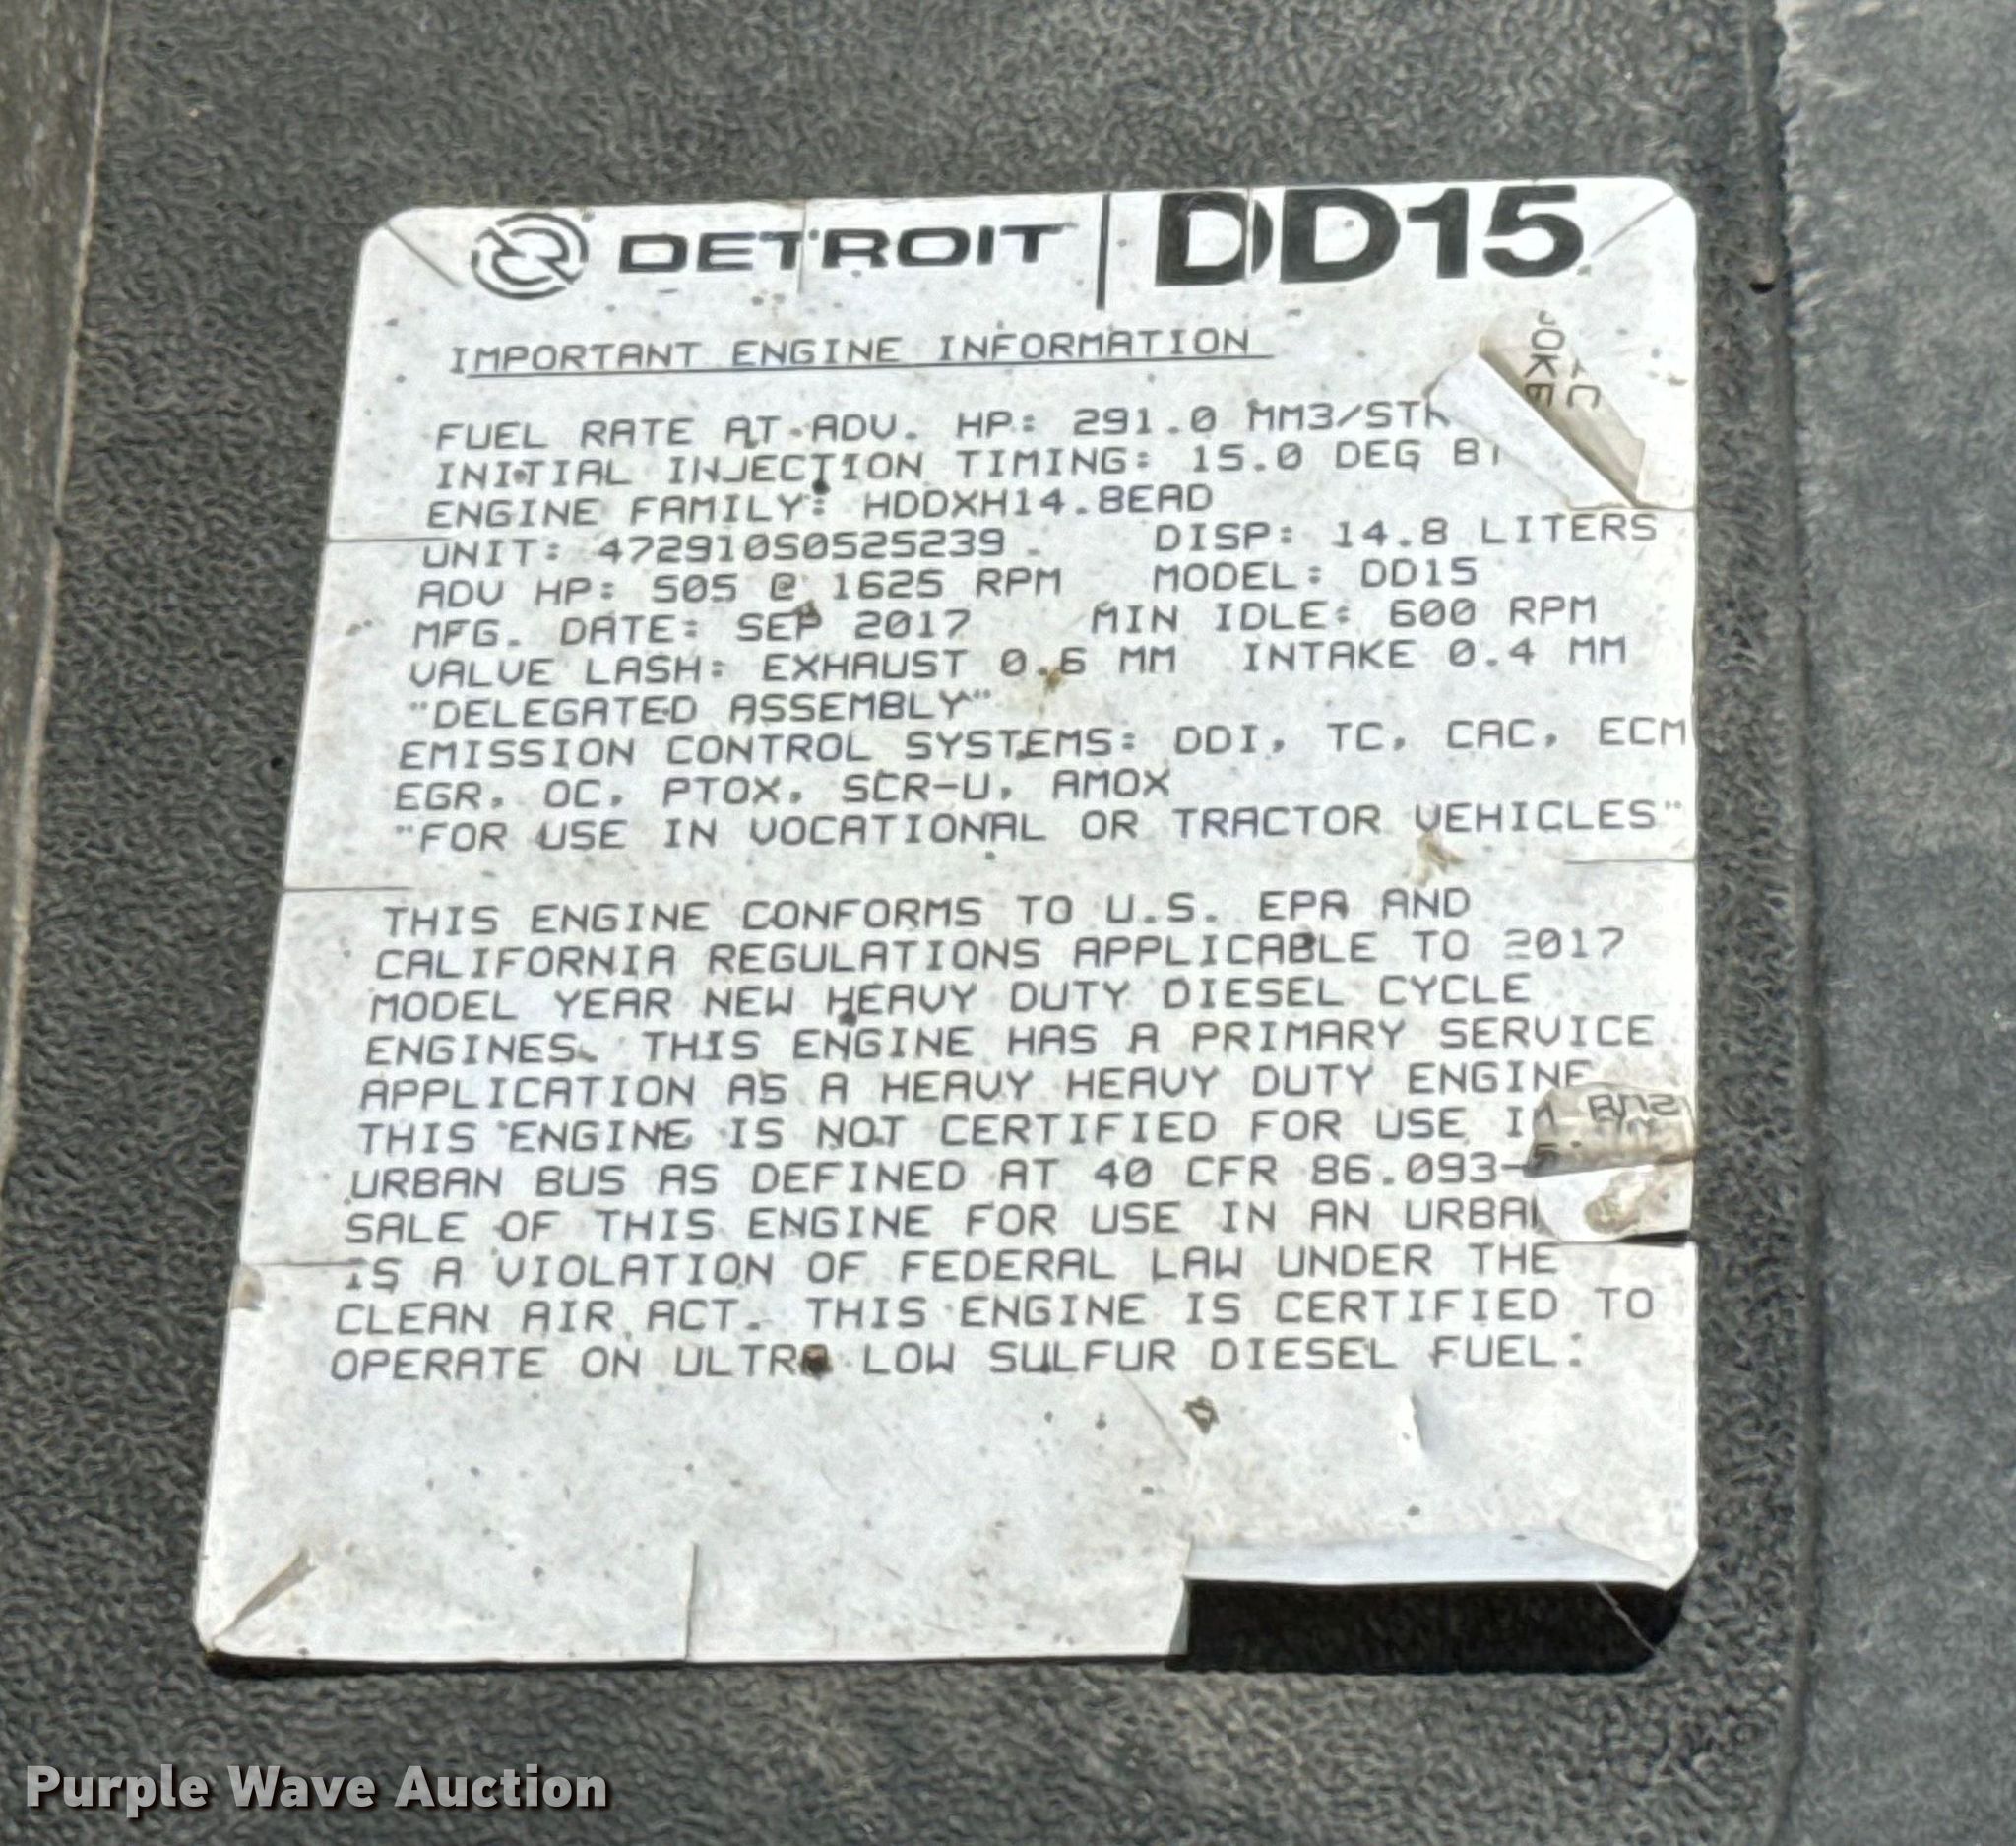 DETROIT | DD15
IMPORTANT ENGINE INFORMATION
FUEL RATE AT ADV. HP: 291.0 MM3/STR
INITIAL INJECTION TIMING: 15.0 DEG
ENGINE FAMILY: HDDXH14.8EAD
UNIT: 472910S0525239 DISP: 14.8 LITERS
ADV HP: 505 @ 1625 RPM MODEL: DD15
MFG. DATE: SEP 2017 MIN IDLE: 600 RPM
VALVE LASH: EXHAUST 0.6 MM INTAKE 0.4 MM
"DELEGATED ASSEMBLY"
EMISSION CONTROL SYSTEMS: DDI, TC, CAC, ECM
EGR, OC, PTOX, SCR-U, AMOX
"FOR USE IN VOCATIONAL OR TRACTOR VEHICLES"
THIS ENGINE CONFORMS TO U.S. EPA AND
CALIFORNIA REGULATIONS APPLICABLE TO 2017
MODEL YEAR NEW HEAVY DUTY DIESEL CYCLE
ENGINES. THIS ENGINE HAS A PRIMARY SERVICE
APPLICATION AS A HEAVY HEAVY DUTY ENGINE
THIS ENGINE IS NOT CERTIFIED FOR USE IN
URBAN BUS AS DEFINED AT 40 CFR 86.093-
SALE OF THIS ENGINE FOR USE IN AN URBAN
IS A VIOLATION OF FEDERAL LAW UNDER THE
CLEAN AIR ACT. THIS ENGINE IS CERTIFIED TO
OPERATE ON ULTRA LOW SULFUR DIESEL FUEL.
Purple Wave Auction